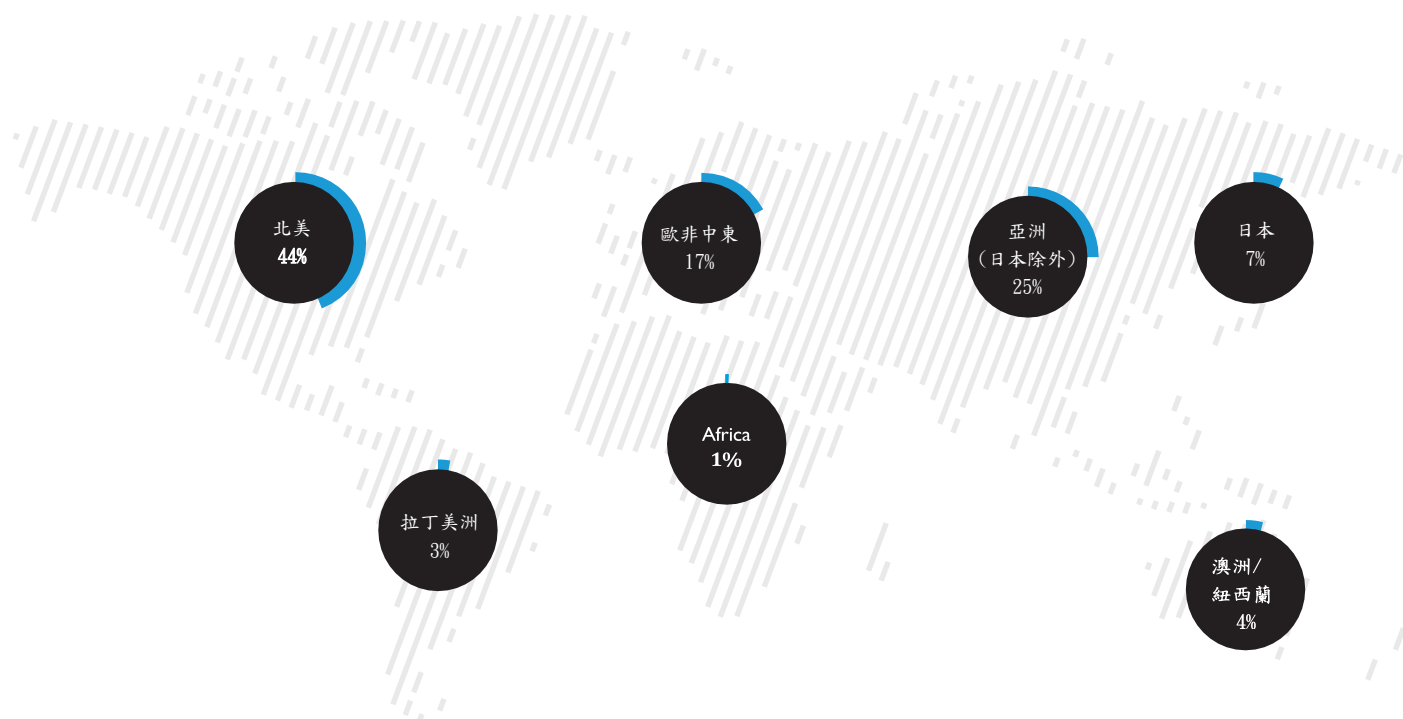 北美
44%
歐非中東
17%
亞洲
(日本除外)
25%
日本
7%
Africa
1%
拉丁美洲
3%
澳洲/
紐西蘭
4%